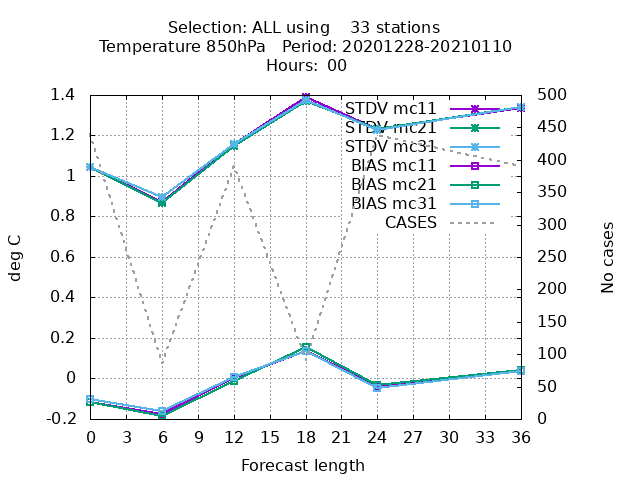 Selection: ALL using 33 stations
Temperature 850hPa Period: 20201228-20210110
Hours: 00
1.4
1.2
1
0.8
0.6
0.4
0.2
0
-0.2
deg C
STDV mc11
STDV mc21
STDV mc31
BIAS mc11
BIAS mc21
BIAS mc31
CASES
500
450
400
350
300
250
200
150
100
50
0
No cases
0 3 6 9 12 15 18 21 24 27 30 33 36
Forecast length